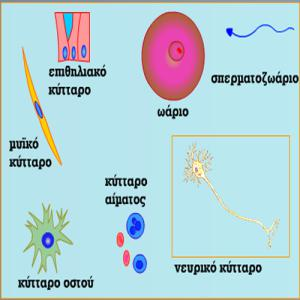 επιθηλιακό
κύτταρο
ωάριο
σπερματοζωάριο
μυϊκό
κύτταρο
κύτταρο
αίματος
κύτταρο οστού
νευρικό κύτταρο